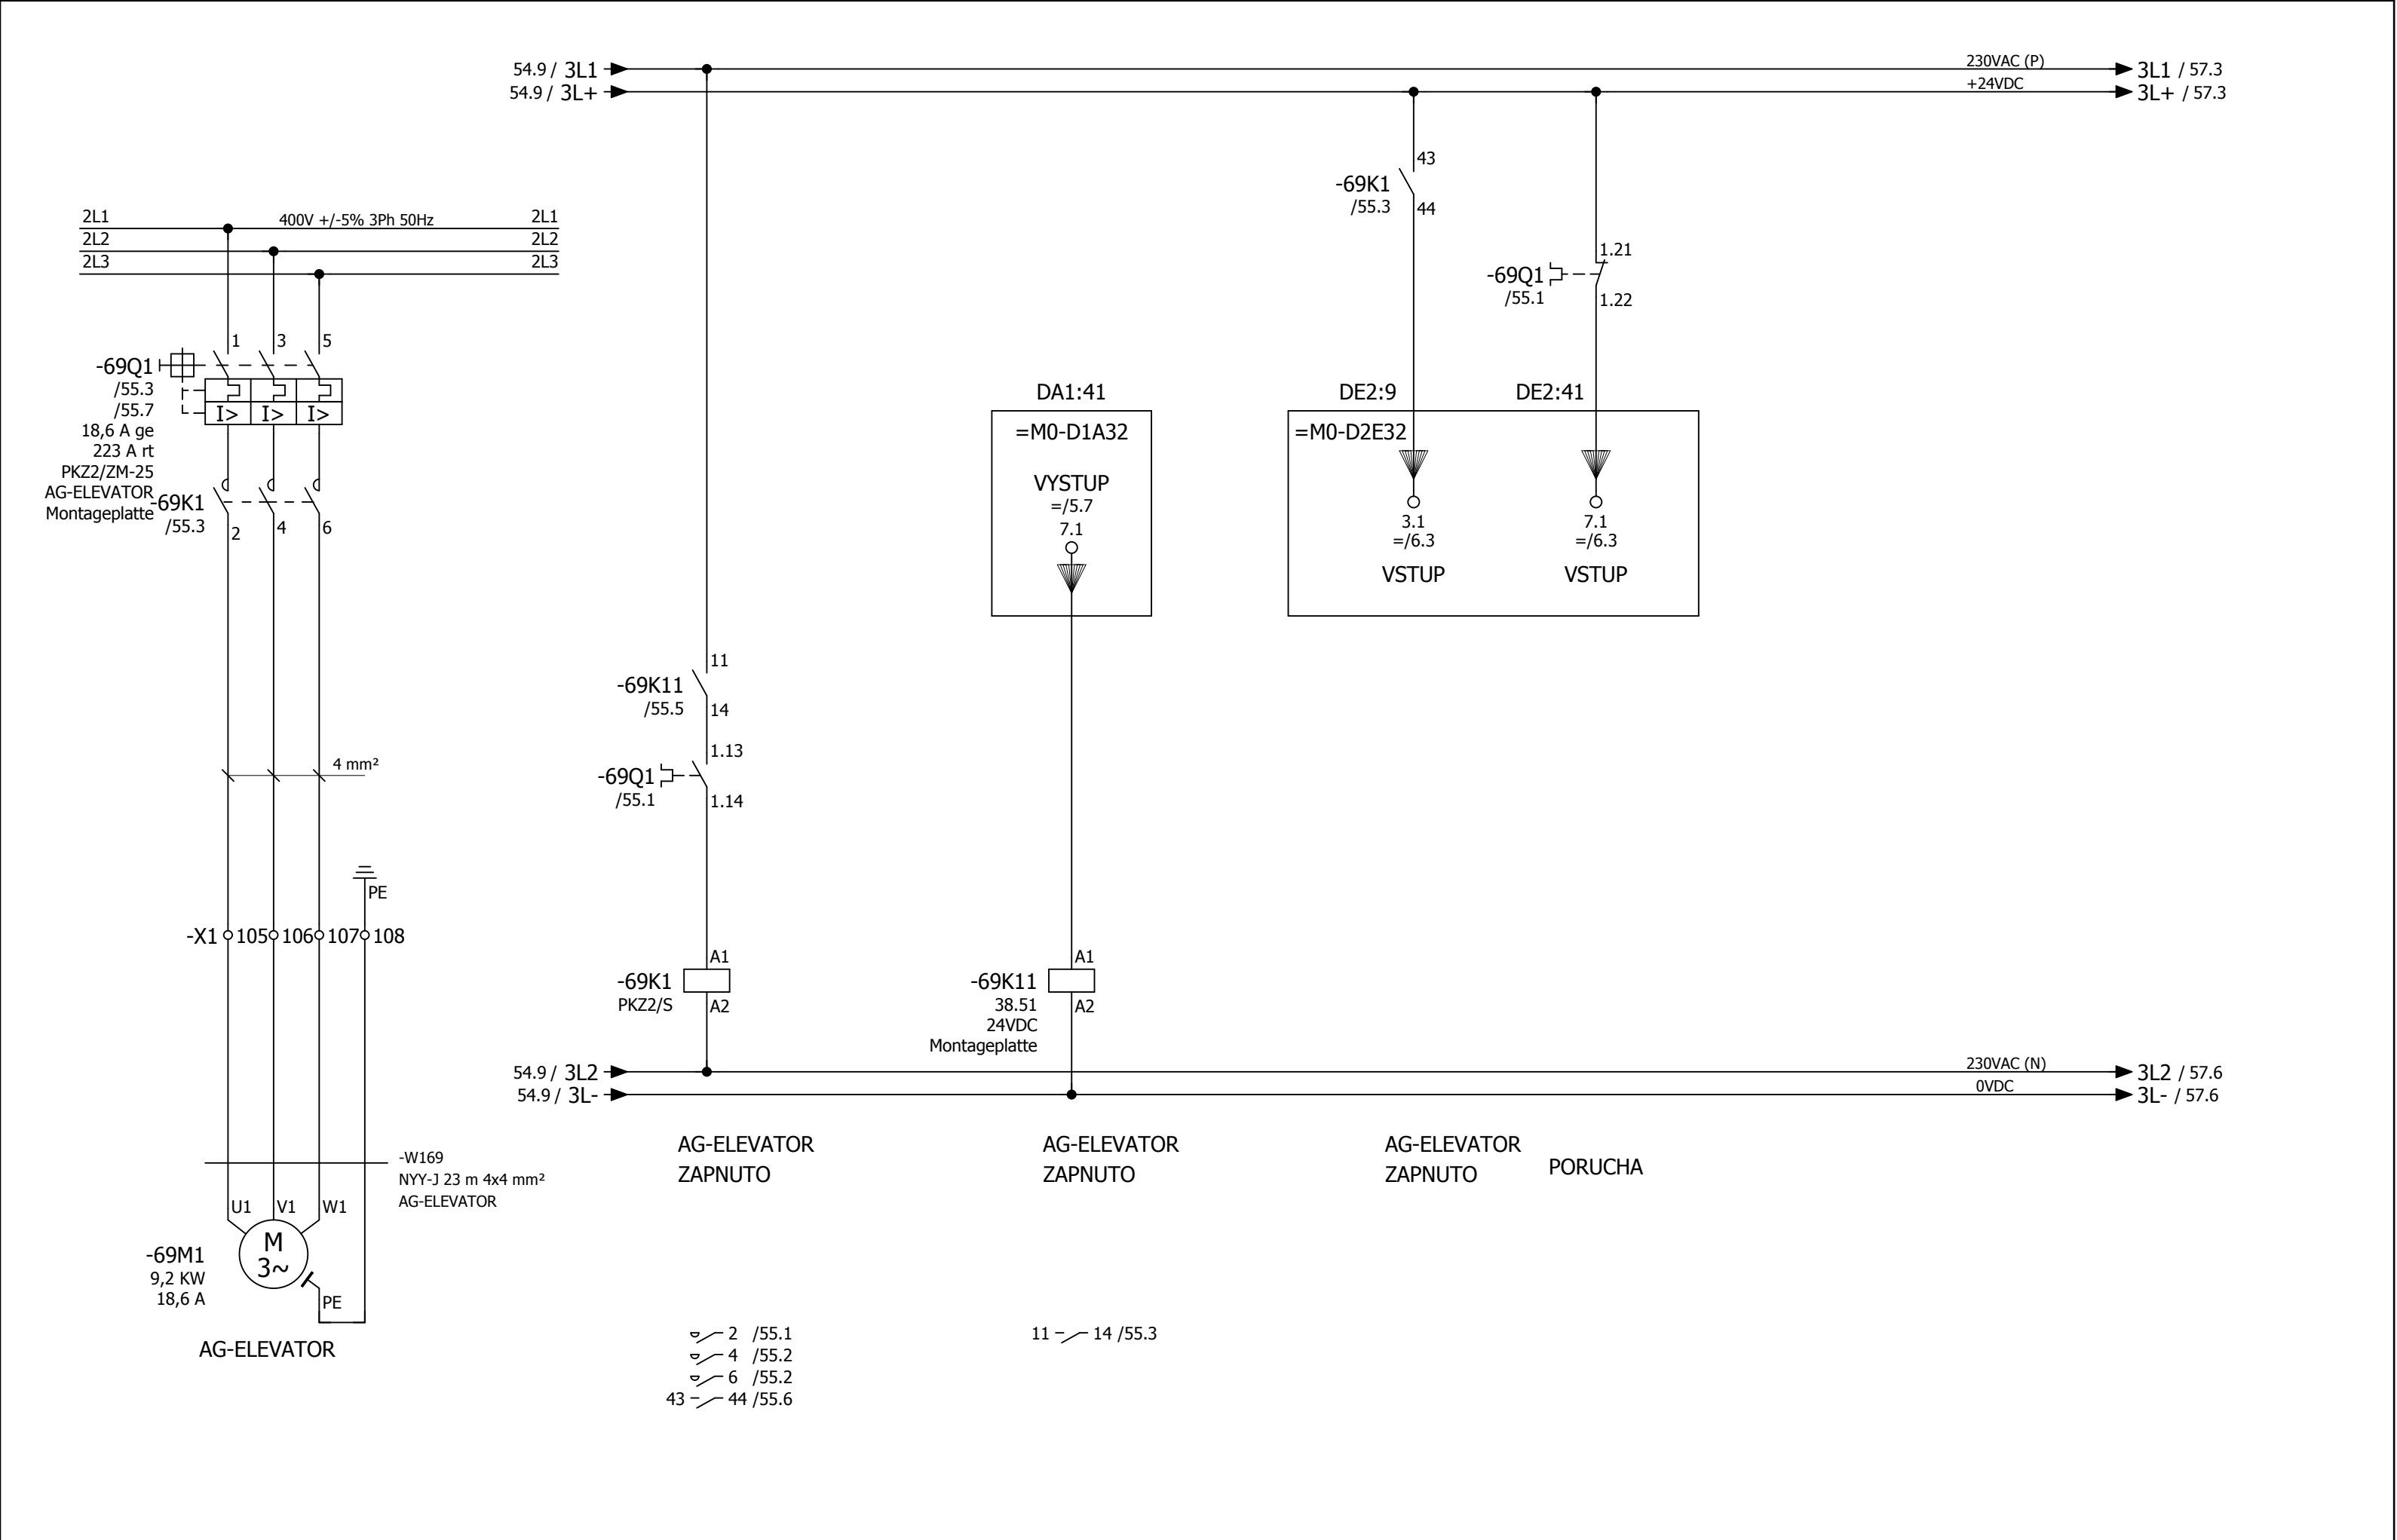 54.9 / 3L1
230VAC (P)
3L1 / 57.3
54.9 / 3L+
+24VDC
3L+ / 57.3
2L1
400V +/-5% 3Ph 50Hz
2L1
2L2
2L2
2L3
2L3
43
-69K1
/55.3
44
1.21
-69Q1
/55.1
1.22
1
3
5
-69Q1
/55.3
/55.7
18,6 A ge
223 A rt
PKZ2/ZM-25
AG-ELEVATOR
Montageplatte
I>
I>
I>
-69K1
/55.3
2
4
6
DA1:41
=M0-D1A32
VYSTUP
=/5.7
7.1
DE2:9
DE2:41
=M0-D2E32
3.1
=/6.3
VSTUP
7.1
=/6.3
VSTUP
11
-69K11
/55.5
14
1.13
-69Q1
/55.1
1.14
4 mm²
PE
-X1
105
106
107
108
A1
-69K1
PKZ2/S
A2
A1
-69K11
38.51
24VDC
Montageplatte
A2
54.9 / 3L2
230VAC (N)
3L2 / 57.6
54.9 / 3L-
0VDC
3L- / 57.6
AG-ELEVATOR
ZAPNUTO
AG-ELEVATOR
ZAPNUTO
AG-ELEVATOR
ZAPNUTO
PORUCHA
-W169
NYY-J 23 m 4x4 mm²
AG-ELEVATOR
U1
V1
W1
M
3~
-69M1
9,2 KW
18,6 A
PE
AG-ELEVATOR
2 /55.1
4 /55.2
6 /55.2
43 44 /55.6
11 14 /55.3